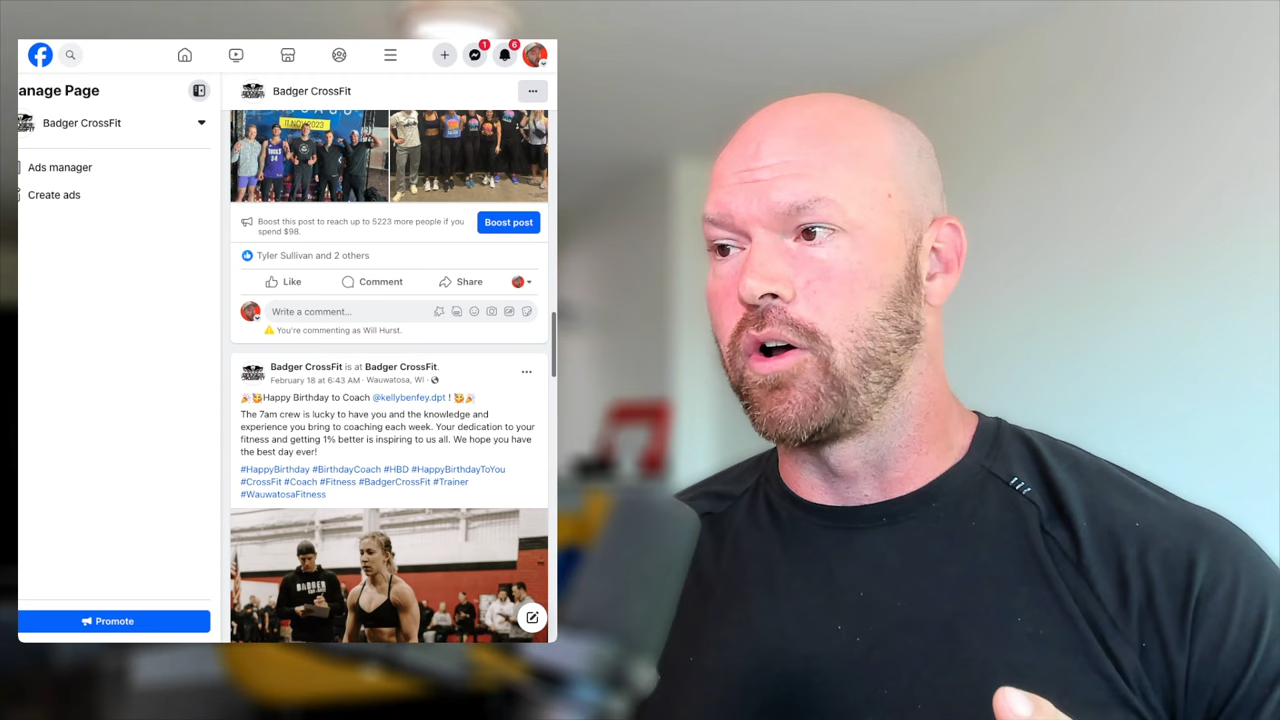 1
6
anage Page
Badger CrossFit
Ads manager
Create ads
Promote
Badger CrossFit
11 NOV 2023
Boost this post to reach up to 5223 more people if you
spend $98.
Boost post
Tyler Sullivan and 2 others
Like
Comment
Share
Write a comment…
You're commenting as Will Hurst.
Badger CrossFit is at Badger CrossFit.
February 18 at 6:43 AM · Wauwatosa, WI ·
🎉🥰Happy Birthday to Coach @kellybenfey.dpt ! 🥰🎉
The 7am crew is lucky to have you and the knowledge and
experience you bring to coaching each week. Your dedication to your
fitness and getting 1% better is inspiring to us all. We hope you have
the best day ever!
#HappyBirthday #BirthdayCoach #HBD #HappyBirthdayToYou
#CrossFit #Coach #Fitness #BadgerCrossFit #Trainer
#WauwatosaFitness
BADGER